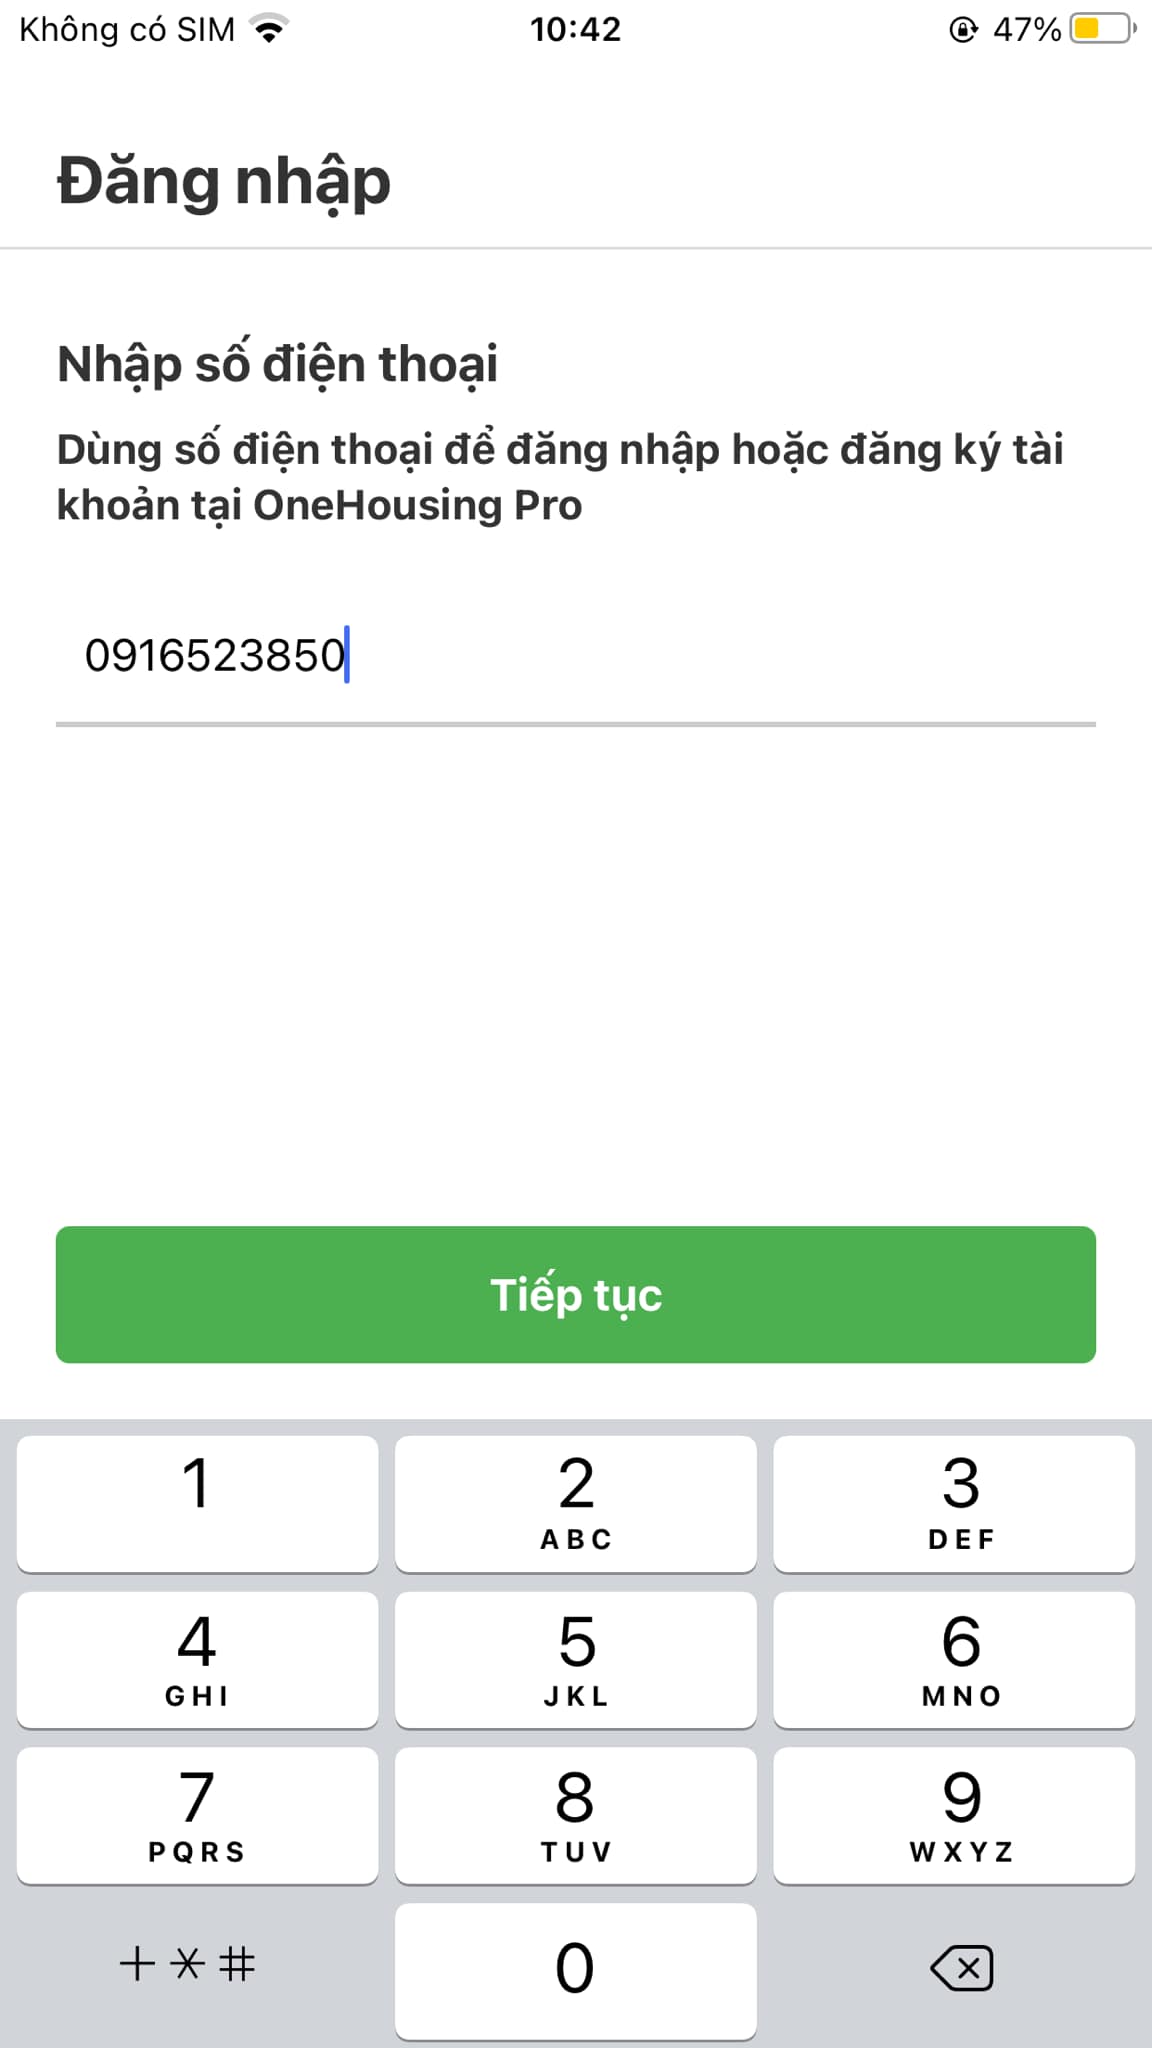 Không có SIM 10:42 47%
Đăng nhập
Nhập số điện thoại
Dùng số điện thoại để đăng nhập hoặc đăng ký tài
khoản tại OneHousing Pro
0916523850
Tiếp tục
1 2 3
ABC DEF
4 5 6
GHI JKL MNO
7 8 9
PQRS TUV WXYZ
+*# 0